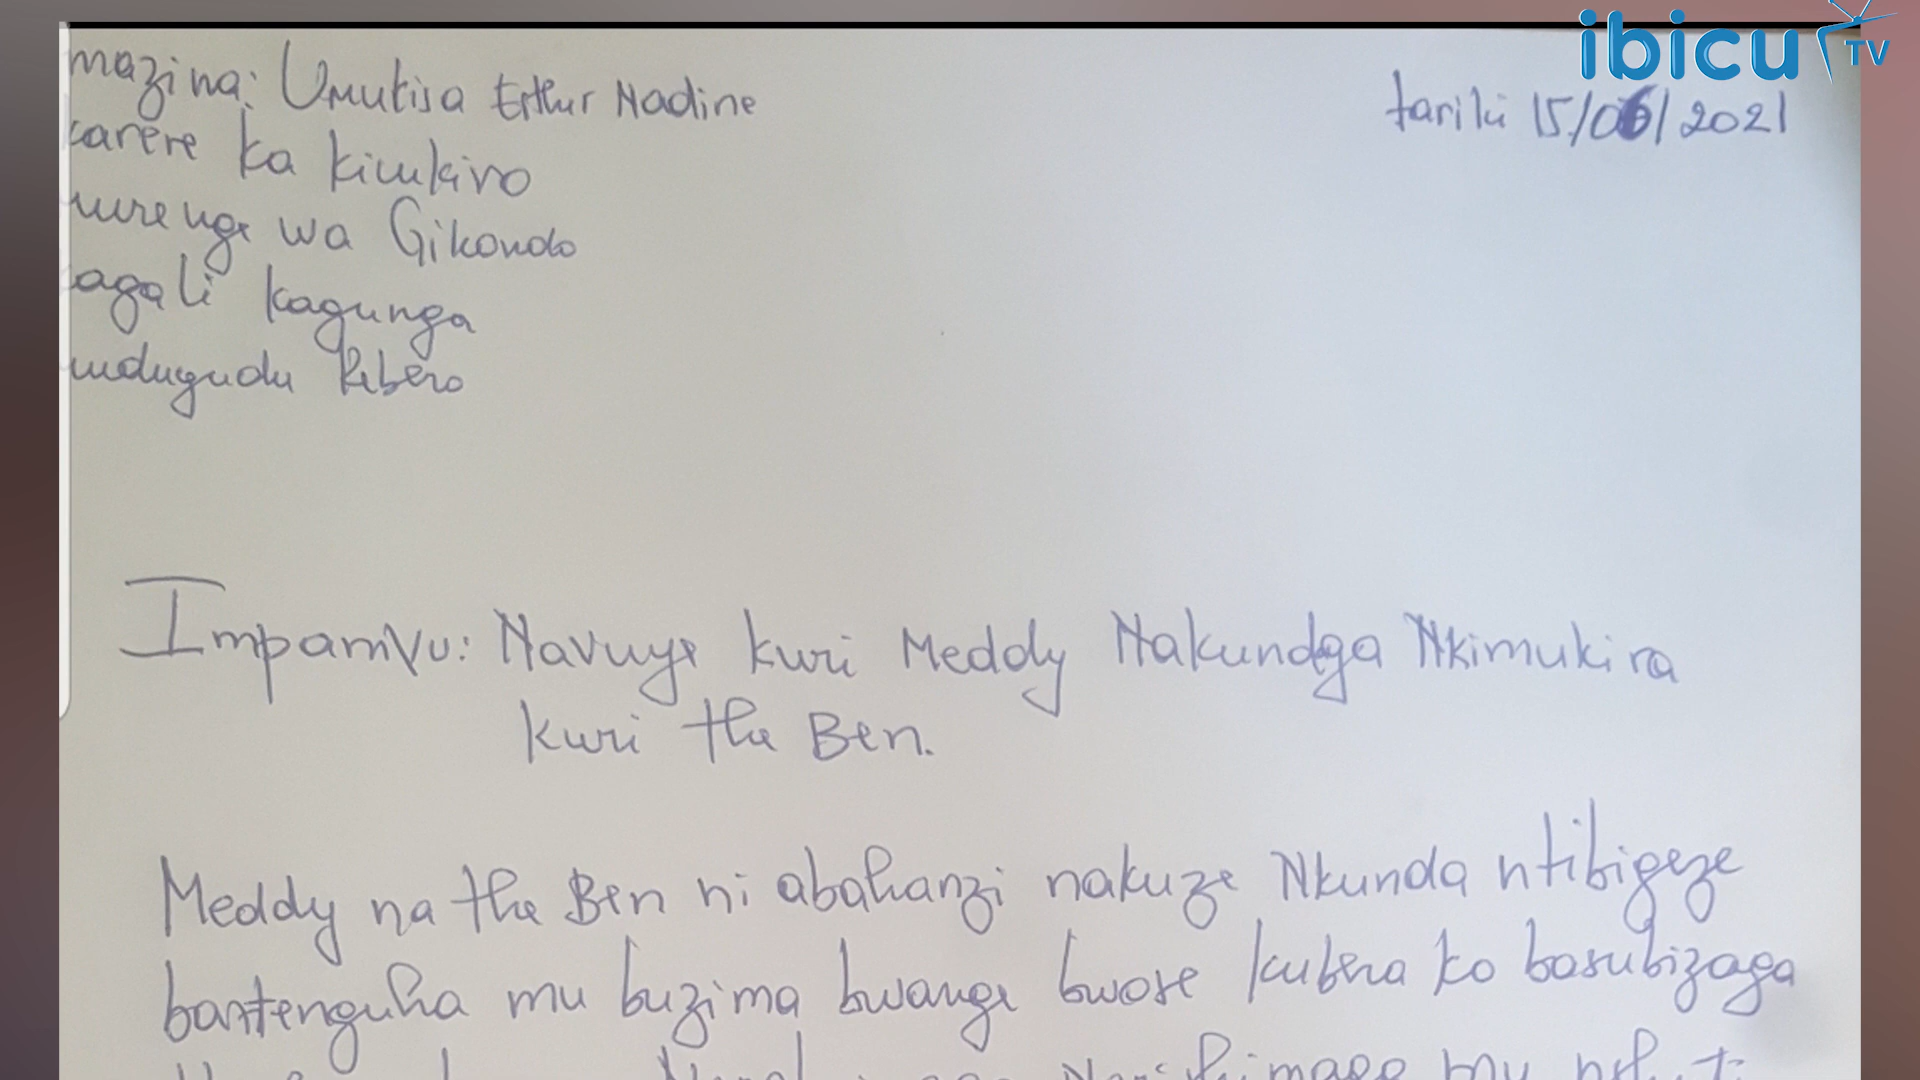 ibicu TV
mazina: Umutisa Esther Nadine
tariki 15/06/2021
karere ka kicukiro
murenge wa Gikondo
agali kagunga
mudugudu Kibero
Impamvu: Navuye kuri Meddy Nakundaga Nkimukira
kuri the Ben.
Meddy na the Ben ni abahanzi nakuze Nkunda ntibigeze
bantenguha mu buzima bwange bwose kubera ko basubizaga